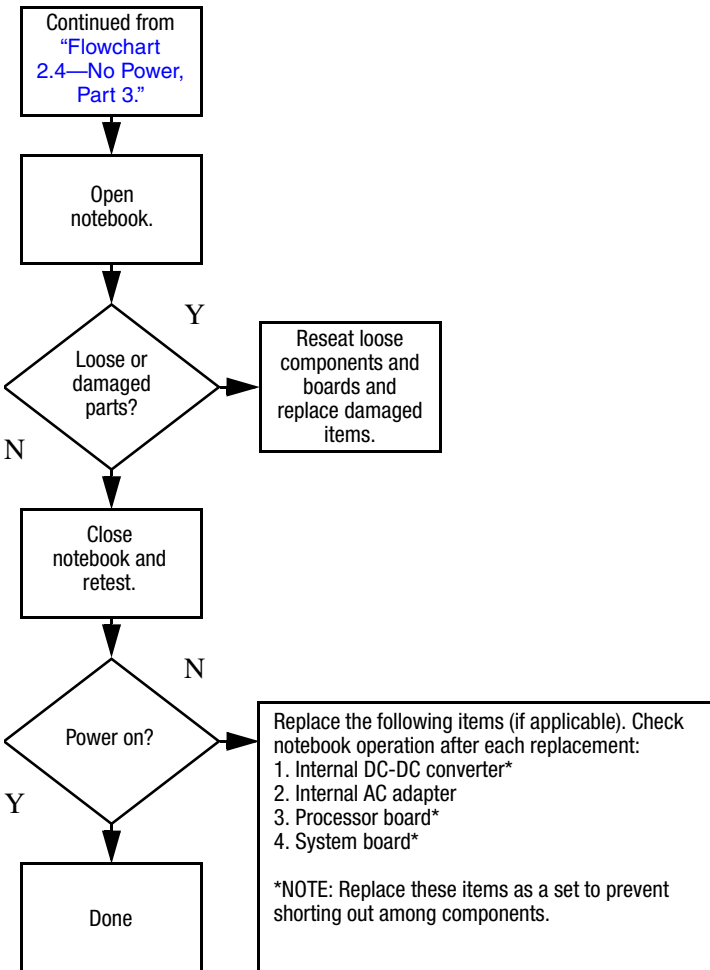 Continued from
“Flowchart
2.4—No Power,
Part 3.”
Open
notebook.
Y
Loose or
damaged
parts?
Reseat loose
components and
boards and
replace damaged
items.
N
Close
notebook and
retest.
N
Power on?
Replace the following items (if applicable). Check
notebook operation after each replacement:
1. Internal DC-DC converter*
2. Internal AC adapter
3. Processor board*
4. System board*
*NOTE: Replace these items as a set to prevent
shorting out among components.
Y
Done